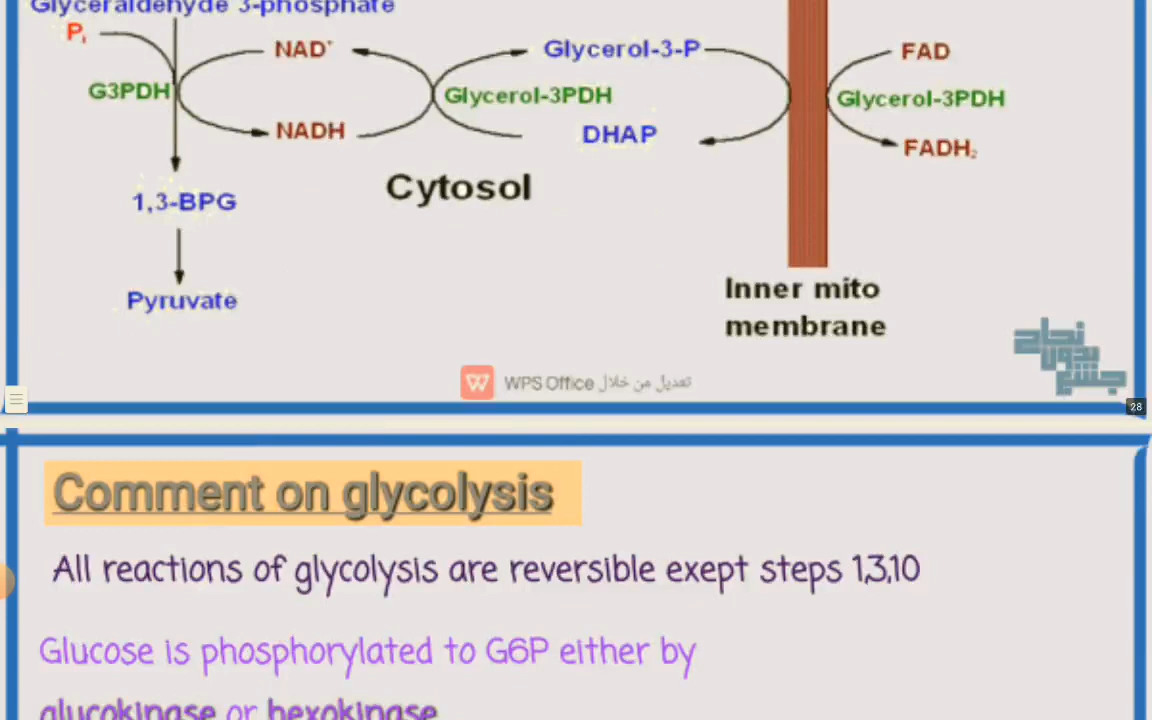 Glyceraldehyde 3-phosphate
Pi
NAD+
Glycerol-3-P
FAD
G3PDH
Glycerol-3PDH
Glycerol-3PDH
NADH
DHAP
FADH2
Cytosol
1,3-BPG
Pyruvate
Inner mito
membrane
نجاح
بدون
تعديل من خلال WPS Office
28
Comment on glycolysis
All reactions of glycolysis are reversible exept steps 1,3,10
Glucose is phosphorylated to G6P either by
glucokinase or hexokinase